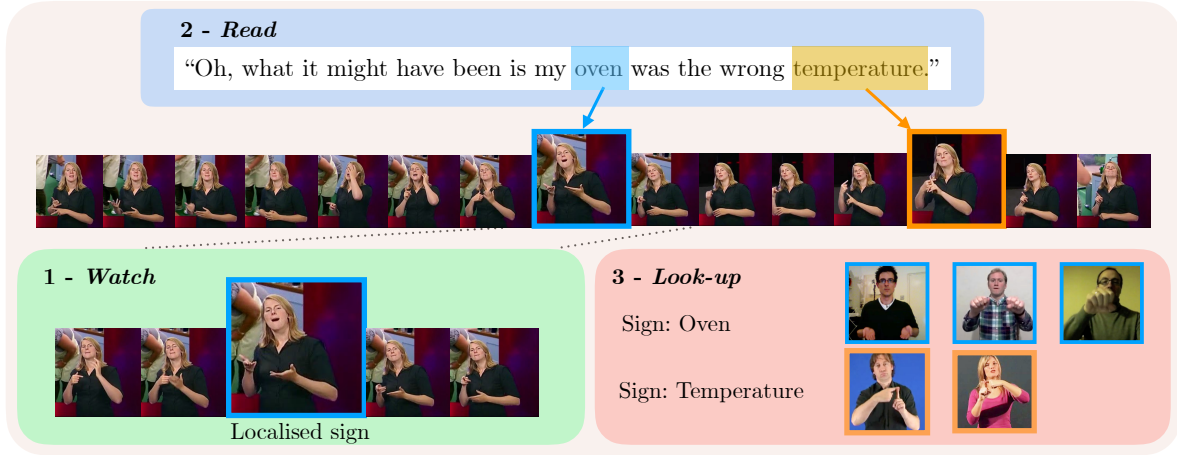 2 - Read
“Oh, what it might have been is my oven was the wrong temperature.”
1 - Watch
Localised sign
3 - Look-up
Sign: Oven
Sign: Temperature